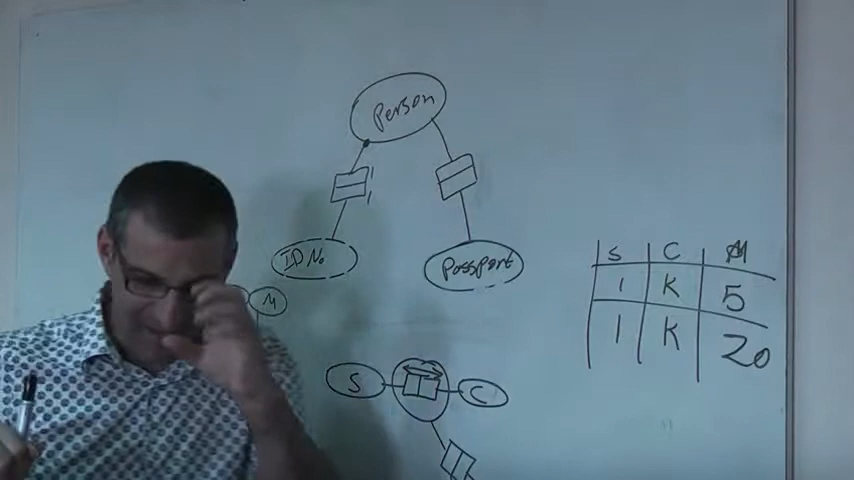 Person
ID No
Passport
M
S C
S C M
1 K 5
1 K 20